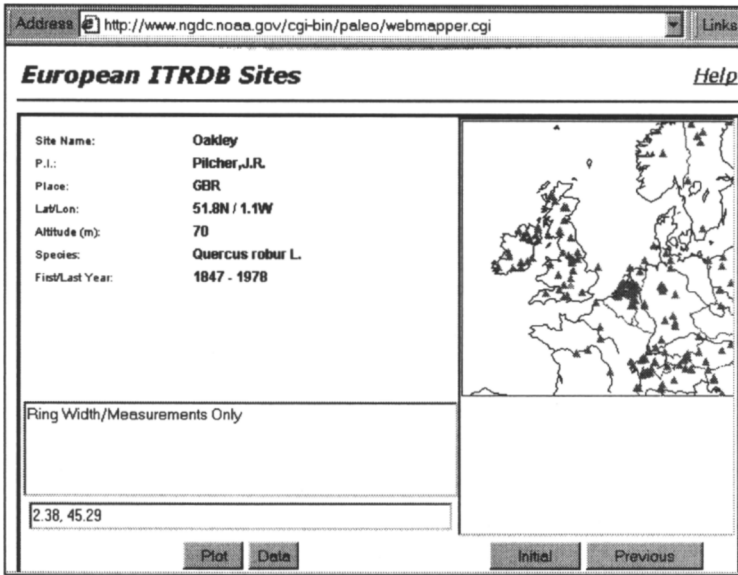 Address http://www.ngdc.noaa.gov/cgi-bin/paleo/webmapper.cgi Links
European ITRDB Sites Help
Site Name: Oakley
P.I.: Pilcher,J.R.
Place: GBR
Lat/Lon: 51.8N / 1.1W
Altitude (m): 70
Species: Quercus robur L.
First/Last Year: 1847 - 1978
Ring Width/Measurements Only
2.38, 45.29
Plot Data Initial Previous